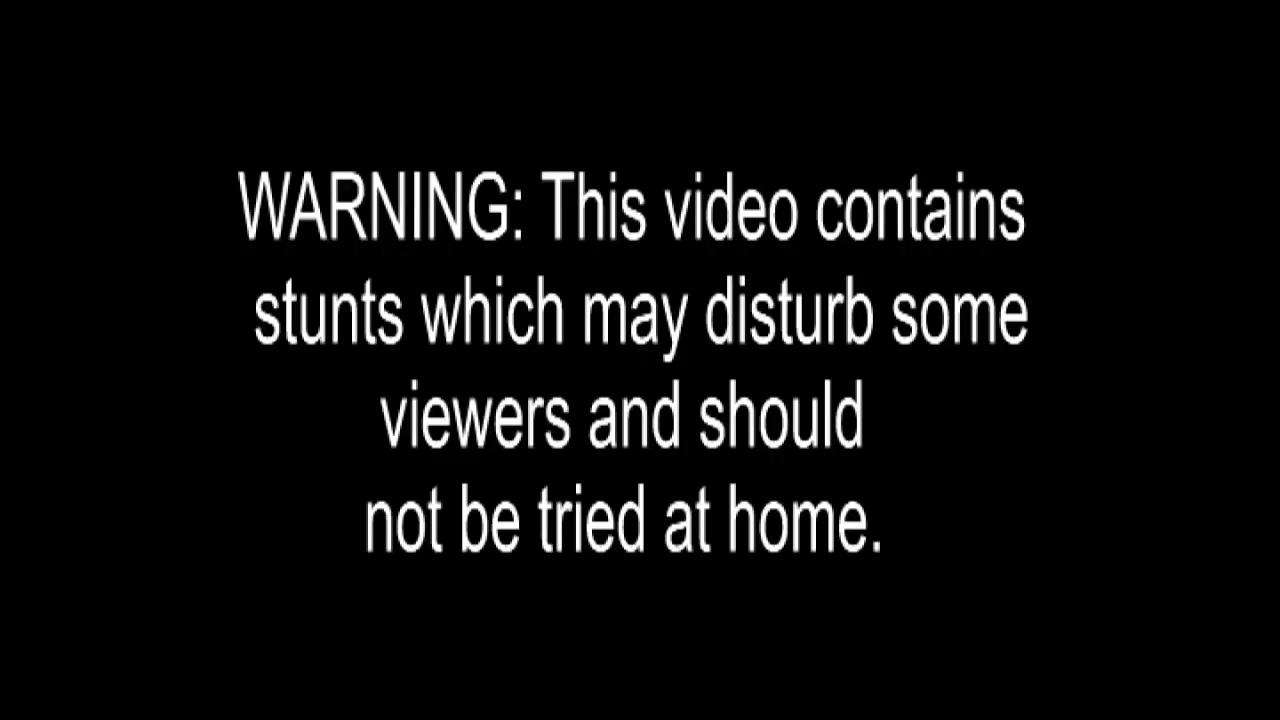 WARNING: This video contains
stunts which may disturb some
viewers and should
not be tried at home.